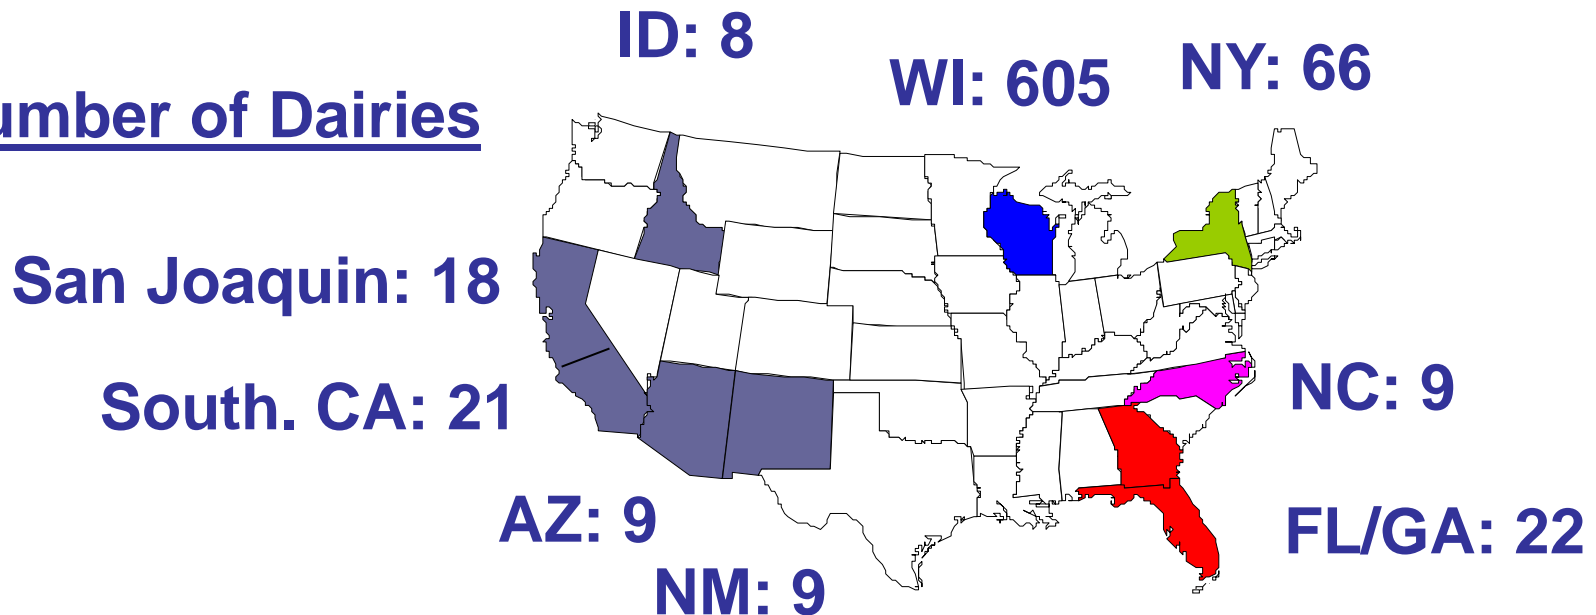 ID: 8
WI: 605
NY: 66
umber of Dairies
San Joaquin: 18
South. CA: 21
NC: 9
AZ: 9
FL/GA: 22
NM: 9